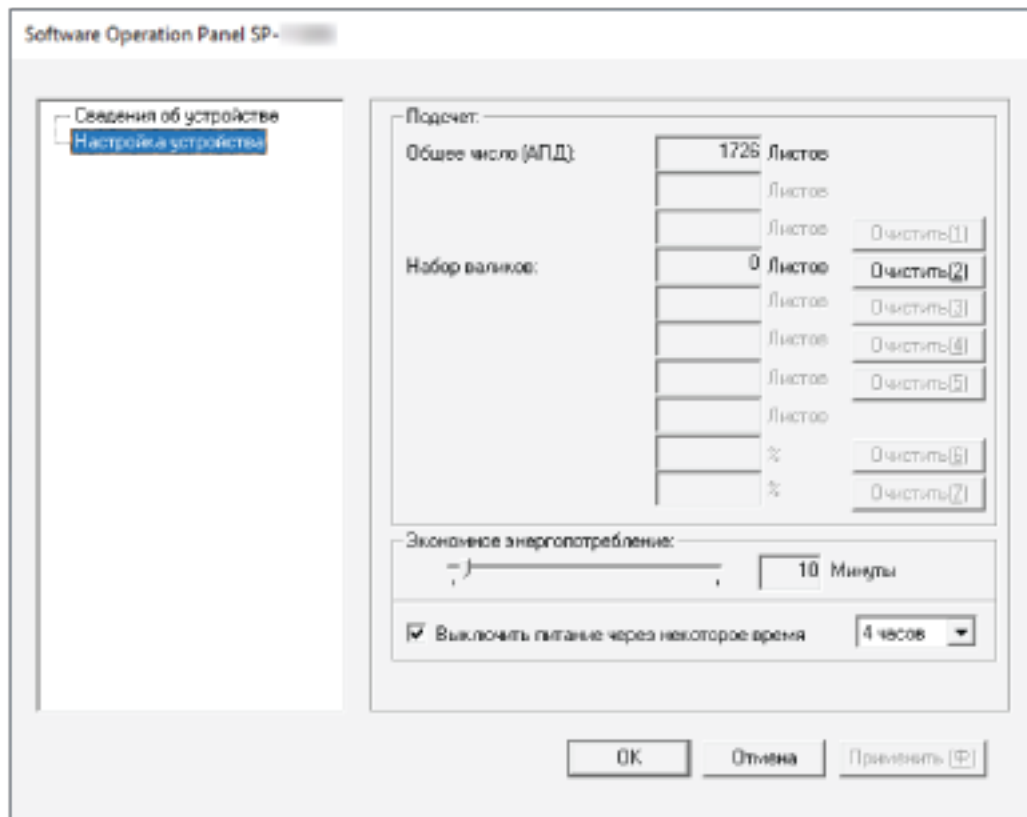 Software Operation Panel SP-
Сведения об устройстве
Настройка устройства
Подсчет:
Общее число (АПД): 1726 Листов
Листов
Листов Очистить(1)
Набор валиков: 0 Листов Очистить(2)
Листов Очистить(3)
Листов Очистить(4)
Листов Очистить(5)
Листов
% Очистить(6)
% Очистить(7)
Экономное энергопотребление:
10 Минуты
Выключить питание через некоторое время 4 часов
OK Отмена Применить (Ф)